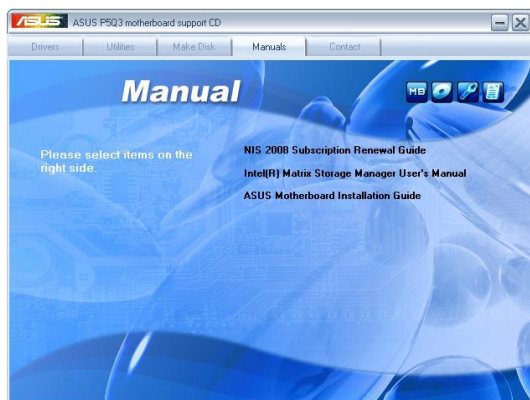 ASUS ASUS P5Q3 motherboard support CD
Drivers Utilities Make Disk Manuals Contact
Manual
MB
Please select items on the
right side.
NIS 2008 Subscription Renewal Guide
Intel(R) Matrix Storage Manager User's Manual
ASUS Motherboard Installation Guide